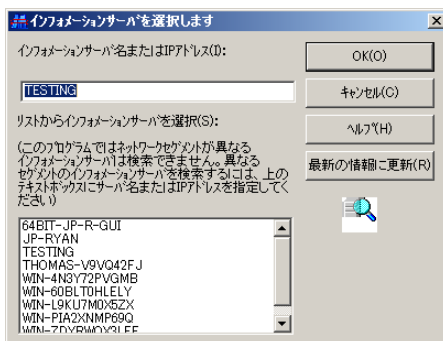 インフォメーションサーバを選択します
インフォメーションサーバ名またはIPアドレス(I):
OK(O)
TESTING
キャンセル(C)
リストからインフォメーションサーバを選択(S):
ヘルプ(H)
(このプログラムではネットワークセグメントが異なる
インフォメーションサーバは検索できません。異なる
セグメントのインフォメーションサーバを検索するには、上の
テキストボックスにサーバ名またはIPアドレスを指定してく
ださい)
最新の情報に更新(R)
64BIT-JP-R-GUI
JP-RYAN
TESTING
THOMAS-V9VQ42FJ
WIN-4N3Y72PVGMB
WIN-60BLT0HLELY
WIN-L9KU7M0X5ZX
WIN-PIA2XNMP69Q